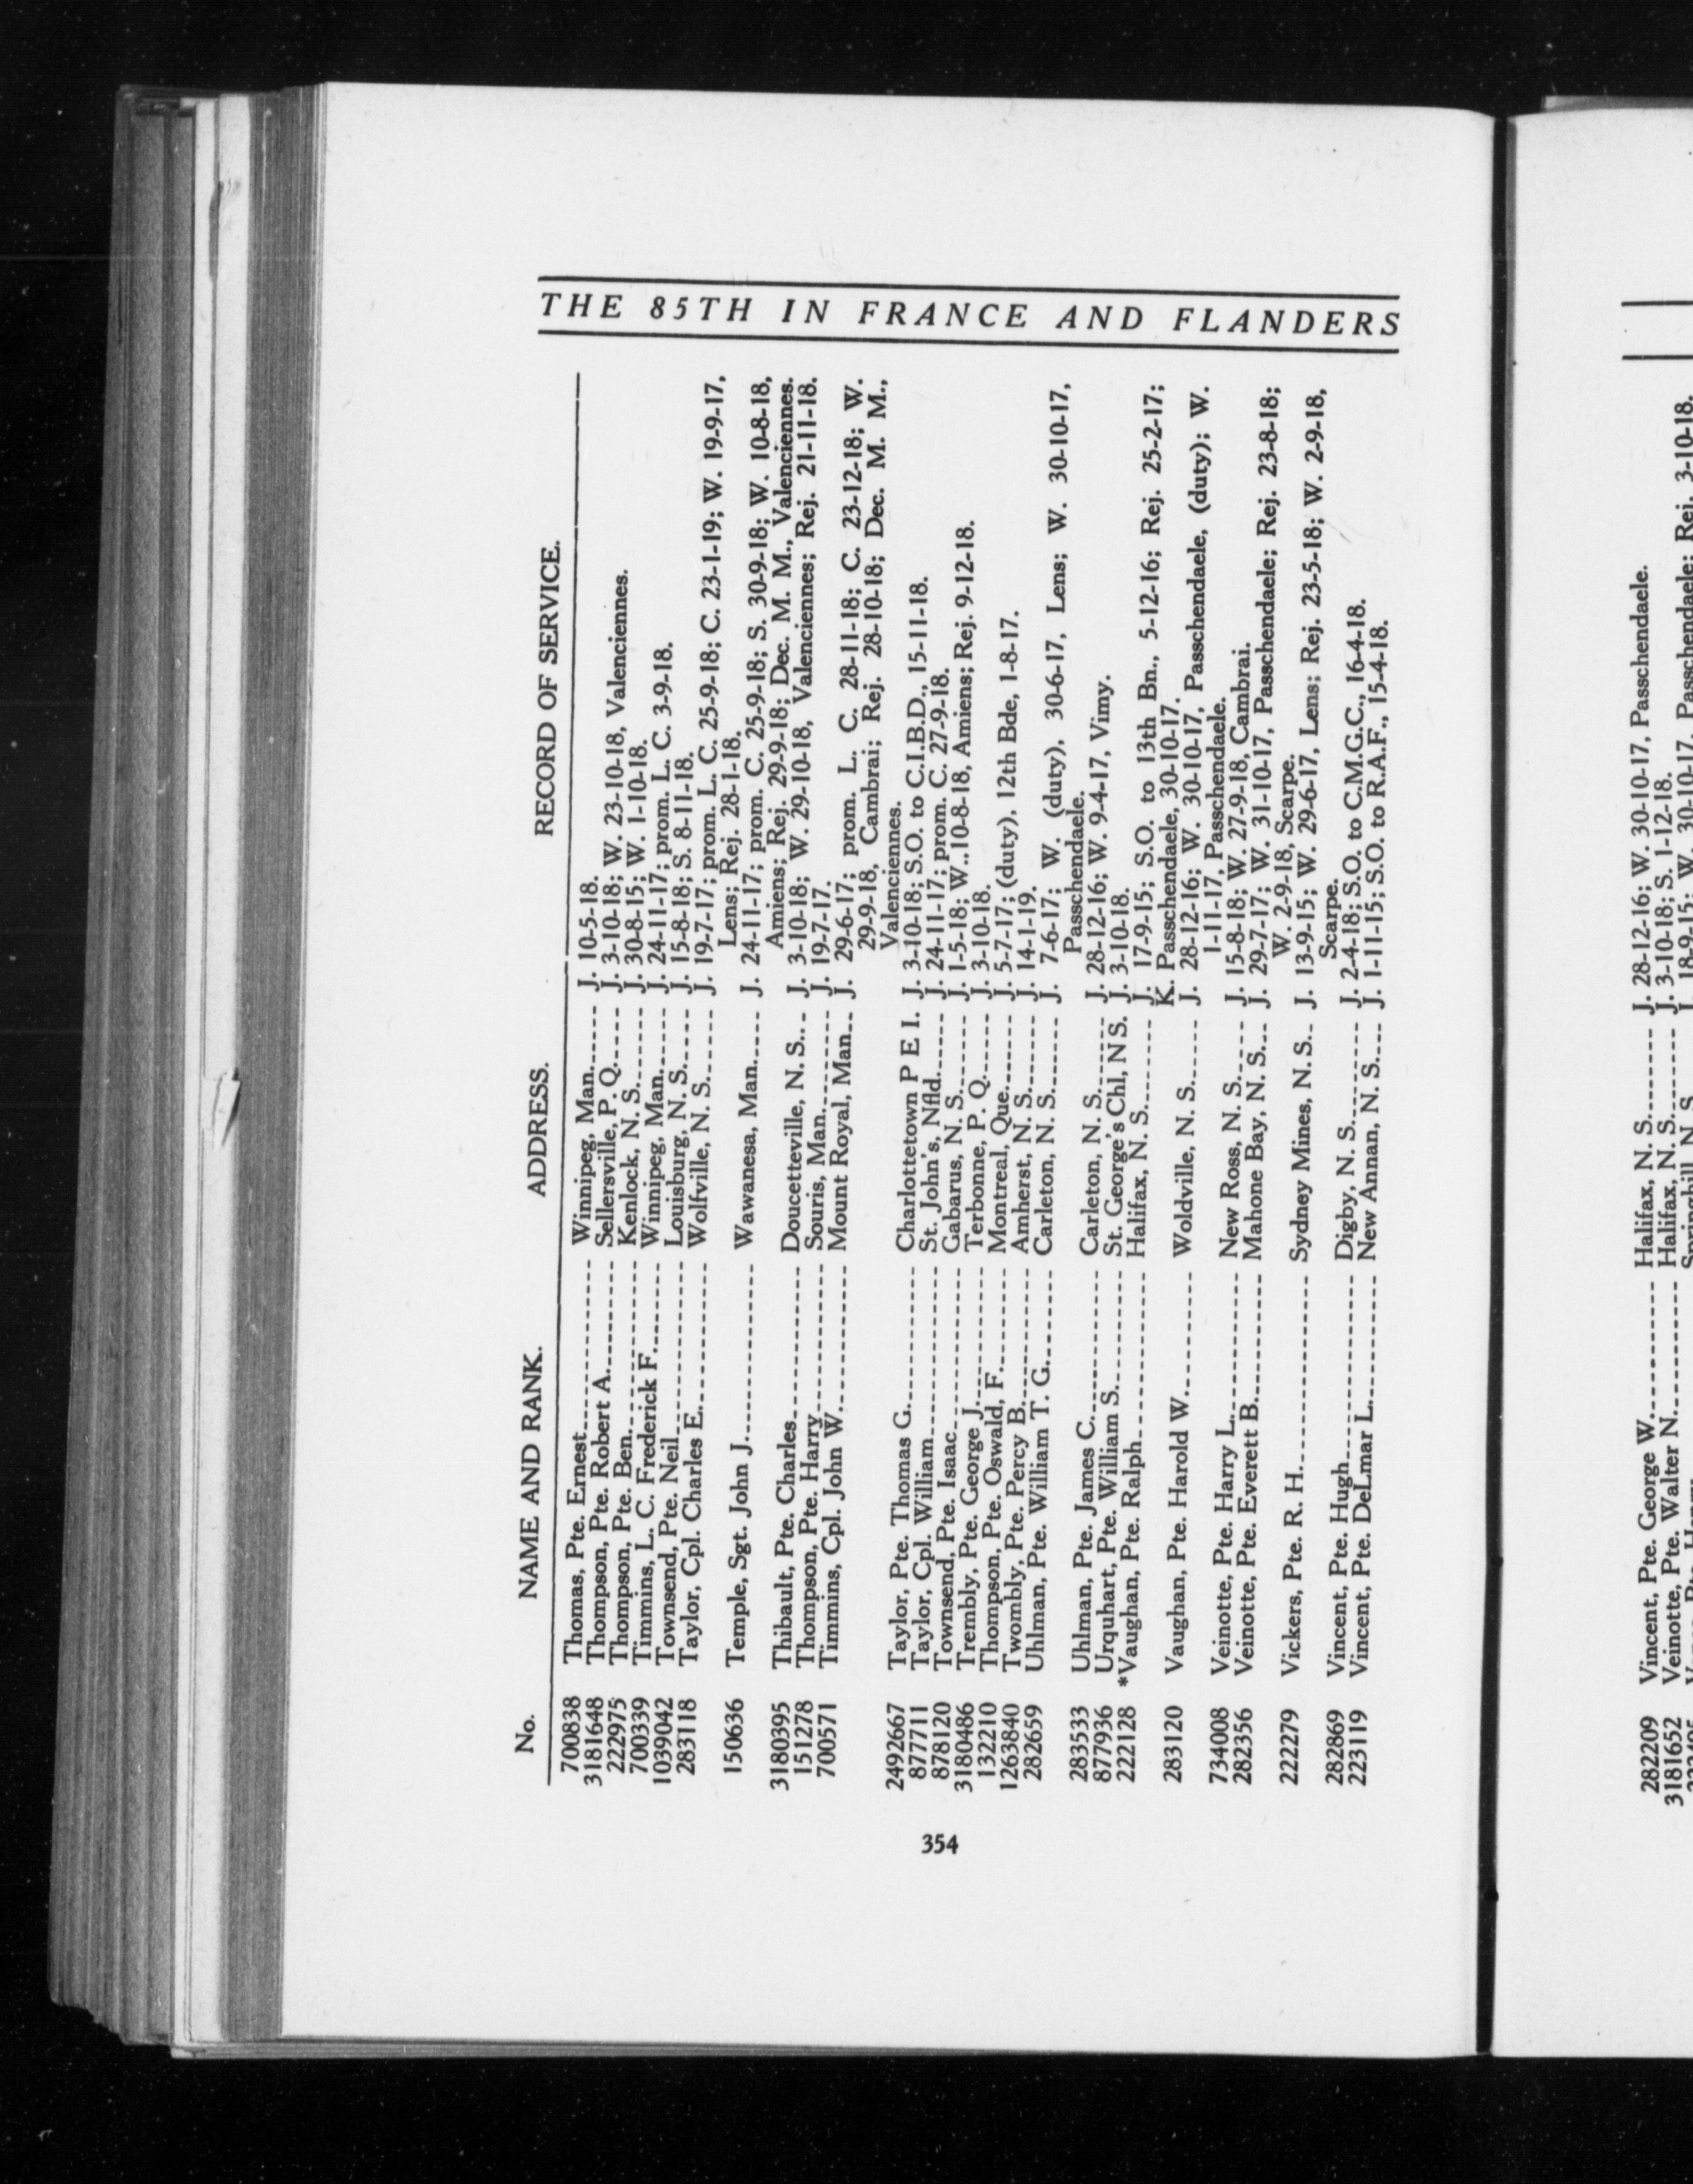 THE 85TH IN FRANCE AND FLANDERS
No. NAME AND RANK. ADDRESS. RECORD OF SERVICE.
700838 Thomas, Pte. Ernest Winnipeg, Man. J. 10-5-18.
3181648 Thompson, Pte. Robert A. Sellersville, P. Q. J. 3-10-18; W. 23-10-18, Valenciennes.
222975 Thompson, Pte. Ben. Kenlock, N. S. J. 30-8-15; W. 1-10-18.
700339 Timmins, L. C. Frederick F. Winnipeg, Man. J. 24-11-17; prom. L. C. 3-9-18.
1039042 Townsend, Pte. Neil Louisburg, N. S. J. 15-8-18; S. 8-11-18.
283118 Taylor, Cpl. Charles E. Wolfville, N. S. J. 19-7-17; prom. L. C. 25-9-18; C. 23-1-19; W. 19-9-17,
Lens; Rej. 28-1-18.
150636 Temple, Sgt. John J. Wawanesa, Man. J. 24-11-17; prom. C. 25-9-18; S. 30-9-18; W. 10-8-18,
Amiens; Rej. 29-9-18; Dec. M. M., Valenciennes.
3180395 Thibault, Pte. Charles Doucetteville, N. S. J. 3-10-18; W. 29-10-18, Valenciennes; Rej. 21-11-18.
151278 Thompson, Pte. Harry Souris, Man. J. 19-7-17.
700571 Timmins, Cpl. John W. Mount Royal, Man. J. 29-6-17; prom. L. C. 28-11-18; C. 23-12-18; W.
29-9-18, Cambrai; Rej. 28-10-18; Dec. M. M.,
Valenciennes.
2492667 Taylor, Pte. Thomas G. Charlottetown P E I. J. 3-10-18; S.O. to C.I.B.D., 15-11-18.
877711 Taylor, Cpl. William St. John's, Nfld. J. 24-11-17; prom. C. 27-9-18.
878120 Townsend, Pte. Isaac Gabarus, N. S. J. 1-5-18; W..10-8-18, Amiens; Rej. 9-12-18.
3180486 Trembly, Pte. George J. Terbonne, P. Q. J. 3-10-18.
132210 Thompson, Pte. Oswald, F. Montreal, Que. J. 5-7-17; (duty), 12th Bde, 1-8-17.
1263840 Twombly, Pte. Percy B. Amherst, N. S. J. 14-1-19.
282659 Uhlman, Pte. William T. G. Carleton, N. S. J. 7-6-17; W. (duty), 30-6-17, Lens; W. 30-10-17,
Passchendaele.
283533 Uhlman, Pte. James C. Carleton, N. S. J. 28-12-16; W. 9-4-17, Vimy.
877936 Urquhart, Pte. William S. St. George's Chl, N S. J. 3-10-18.
222128 *Vaughan, Pte. Ralph Halifax, N. S. J. 17-9-15; S.O. to 13th Bn., 5-12-16; Rej. 25-2-17;
K. Passchendaele, 30-10-17.
283120 Vaughan, Pte. Harold W. Woldville, N. S. J. 28-12-16; W. 30-10-17, Passchendaele, (duty); W.
1-11-17, Passchendaele.
734008 Veinotte, Pte. Harry L. New Ross, N. S. J. 15-8-18; W. 27-9-18, Cambrai.
282356 Veinotte, Pte. Everett B. Mahone Bay, N. S. J. 29-7-17; W. 31-10-17, Passchendaele; Rej. 23-8-18;
W. 2-9-18, Scarpe.
222279 Vickers, Pte. R. H. Sydney Mines, N. S. J. 13-9-15; W. 29-6-17, Lens; Rej. 23-5-18; W. 2-9-18,
Scarpe.
282869 Vincent, Pte. Hugh Digby, N. S. J. 2-4-18; S.O. to C.M.G.C., 16-4-18.
223119 Vincent, Pte. DeLmar L. New Annan, N. S. J. 1-11-15; S.O. to R.A.F., 15-4-18.
354
282209 Vincent, Pte. George W. Halifax, N. S. J. 28-12-16; W. 30-10-17, Passchendaele.
3181652 Veinotte, Pte. Walter N. Halifax, N. S. J. 3-10-18; S. 1-12-18.
18-9-15; W. 30-10-17, Passchendaele; Rej. 3-10-18.